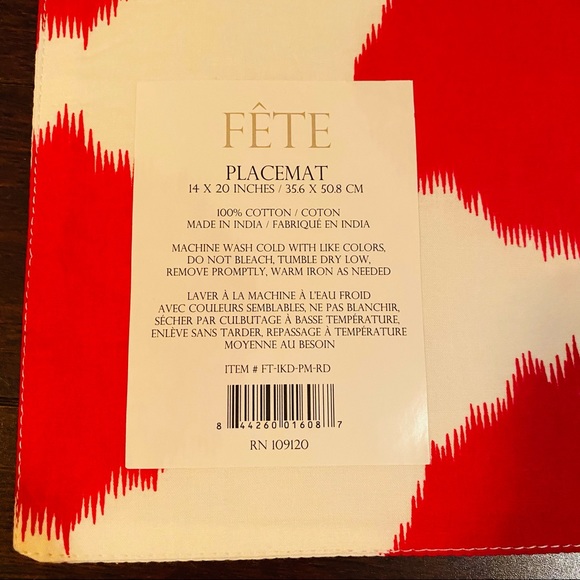 FÊTE
PLACEMAT
14 X 20 INCHES / 35.6 X 50.8 CM
100% COTTON / COTON
MADE IN INDIA / FABRIQUÉ EN INDIA
MACHINE WASH COLD WITH LIKE COLORS,
DO NOT BLEACH, TUMBLE DRY LOW,
REMOVE PROMPTLY, WARM IRON AS NEEDED
LAVER À LA MACHINE À L'EAU FROID
AVEC COULEURS SEMBLABLES, NE PAS BLANCHIR,
SÉCHER PAR CULBUTAGE À BASSE TEMPÉRATURE,
ENLÈVE SANS TARDER, REPASSAGE À TEMPÉRATURE
MOYENNE AU BESOIN
ITEM # FT-IKD-PM-RD
8 44260 01608 7
RN 109120